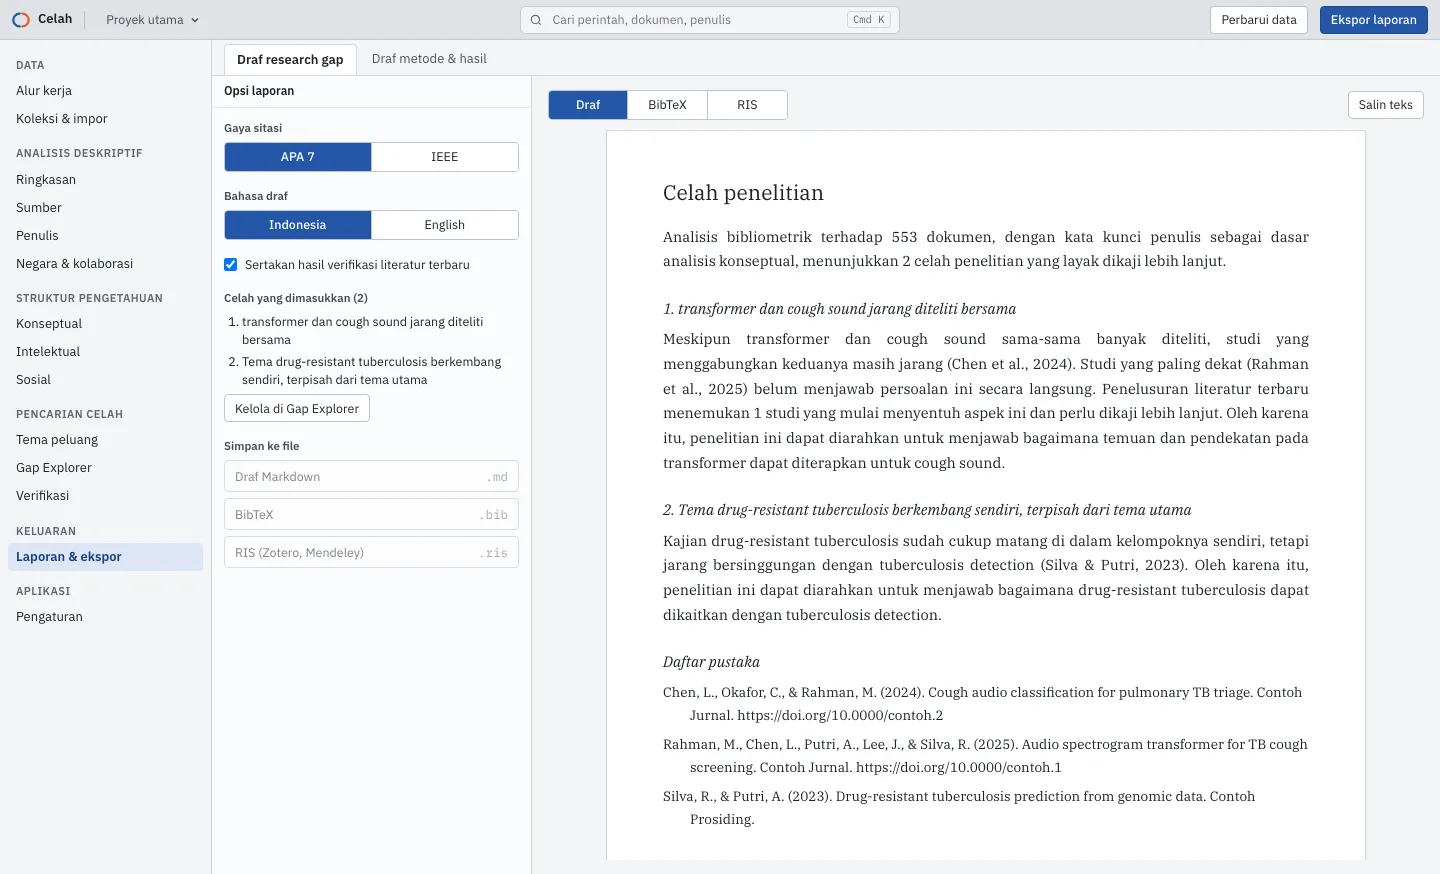 Celah
Proyek utama
Cari perintah, dokumen, penulis
Cmd K
Perbarui data
Ekspor laporan
DATA
Alur kerja
Koleksi & impor
ANALISIS DESKRIPTIF
Ringkasan
Sumber
Penulis
Negara & kolaborasi
STRUKTUR PENGETAHUAN
Konseptual
Intelektual
Sosial
PENCARIAN CELAH
Tema peluang
Gap Explorer
Verifikasi
KELUARAN
Laporan & ekspor
APLIKASI
Pengaturan
Draf research gap
Draf metode & hasil
Opsi laporan
Gaya sitasi
APA 7
IEEE
Bahasa draf
Indonesia
English
Sertakan hasil verifikasi literatur terbaru
Celah yang dimasukkan (2)
1. transformer dan cough sound jarang diteliti
bersama
2. Tema drug-resistant tuberculosis berkembang
sendiri, terpisah dari tema utama
Kelola di Gap Explorer
Simpan ke file
Draf Markdown .md
BibTeX .bib
RIS (Zotero, Mendeley) .ris
Draf
BibTeX
RIS
Salin teks
Celah penelitian
Analisis bibliometrik terhadap 553 dokumen, dengan kata kunci penulis sebagai dasar
analisis konseptual, menunjukkan 2 celah penelitian yang layak dikaji lebih lanjut.
1. transformer dan cough sound jarang diteliti bersama
Meskipun transformer dan cough sound sama-sama banyak diteliti, studi yang
menggabungkan keduanya masih jarang (Chen et al., 2024). Studi yang paling dekat (Rahman
et al., 2025) belum menjawab persoalan ini secara langsung. Penelusuran literatur terbaru
menemukan 1 studi yang mulai menyentuh aspek ini dan perlu dikaji lebih lanjut. Oleh karena
itu, penelitian ini dapat diarahkan untuk menjawab bagaimana temuan dan pendekatan pada
transformer dapat diterapkan untuk cough sound.
2. Tema drug-resistant tuberculosis berkembang sendiri, terpisah dari tema utama
Kajian drug-resistant tuberculosis sudah cukup matang di dalam kelompoknya sendiri, tetapi
jarang bersinggungan dengan tuberculosis detection (Silva & Putri, 2023). Oleh karena itu,
penelitian ini dapat diarahkan untuk menjawab bagaimana drug-resistant tuberculosis dapat
dikaitkan dengan tuberculosis detection.
Daftar pustaka
Chen, L., Okafor, C., & Rahman, M. (2024). Cough audio classification for pulmonary TB triage. Contoh
Jurnal. https://doi.org/10.0000/contoh.2
Rahman, M., Chen, L., Putri, A., Lee, J., & Silva, R. (2025). Audio spectrogram transformer for TB cough
screening. Contoh Jurnal. https://doi.org/10.0000/contoh.1
Silva, R., & Putri, A. (2023). Drug-resistant tuberculosis prediction from genomic data. Contoh
Prosiding.